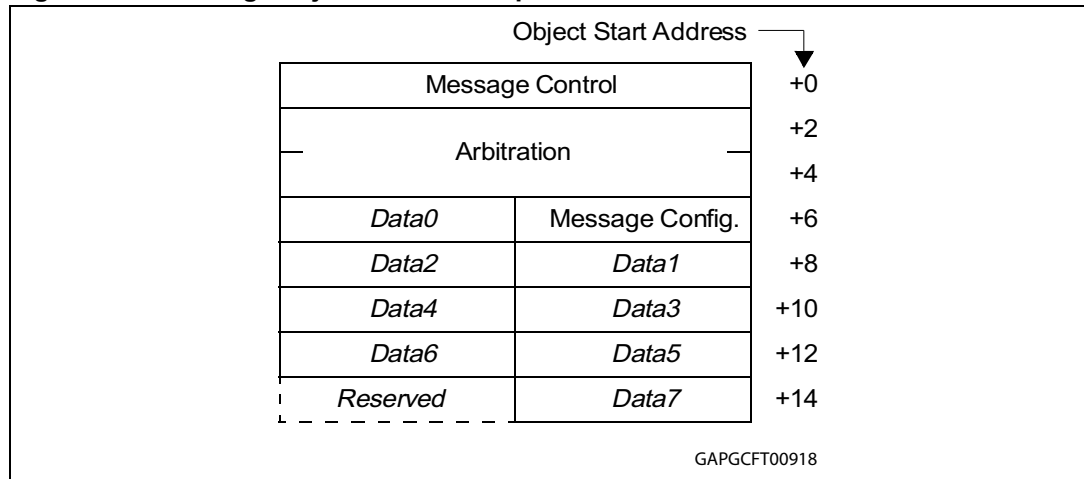 Object Start Address
Message Control +0
+2
Arbitration
+4
Data0 Message Config. +6
Data2 Data1 +8
Data4 Data3 +10
Data6 Data5 +12
Reserved Data7 +14
GAPGCFT00918